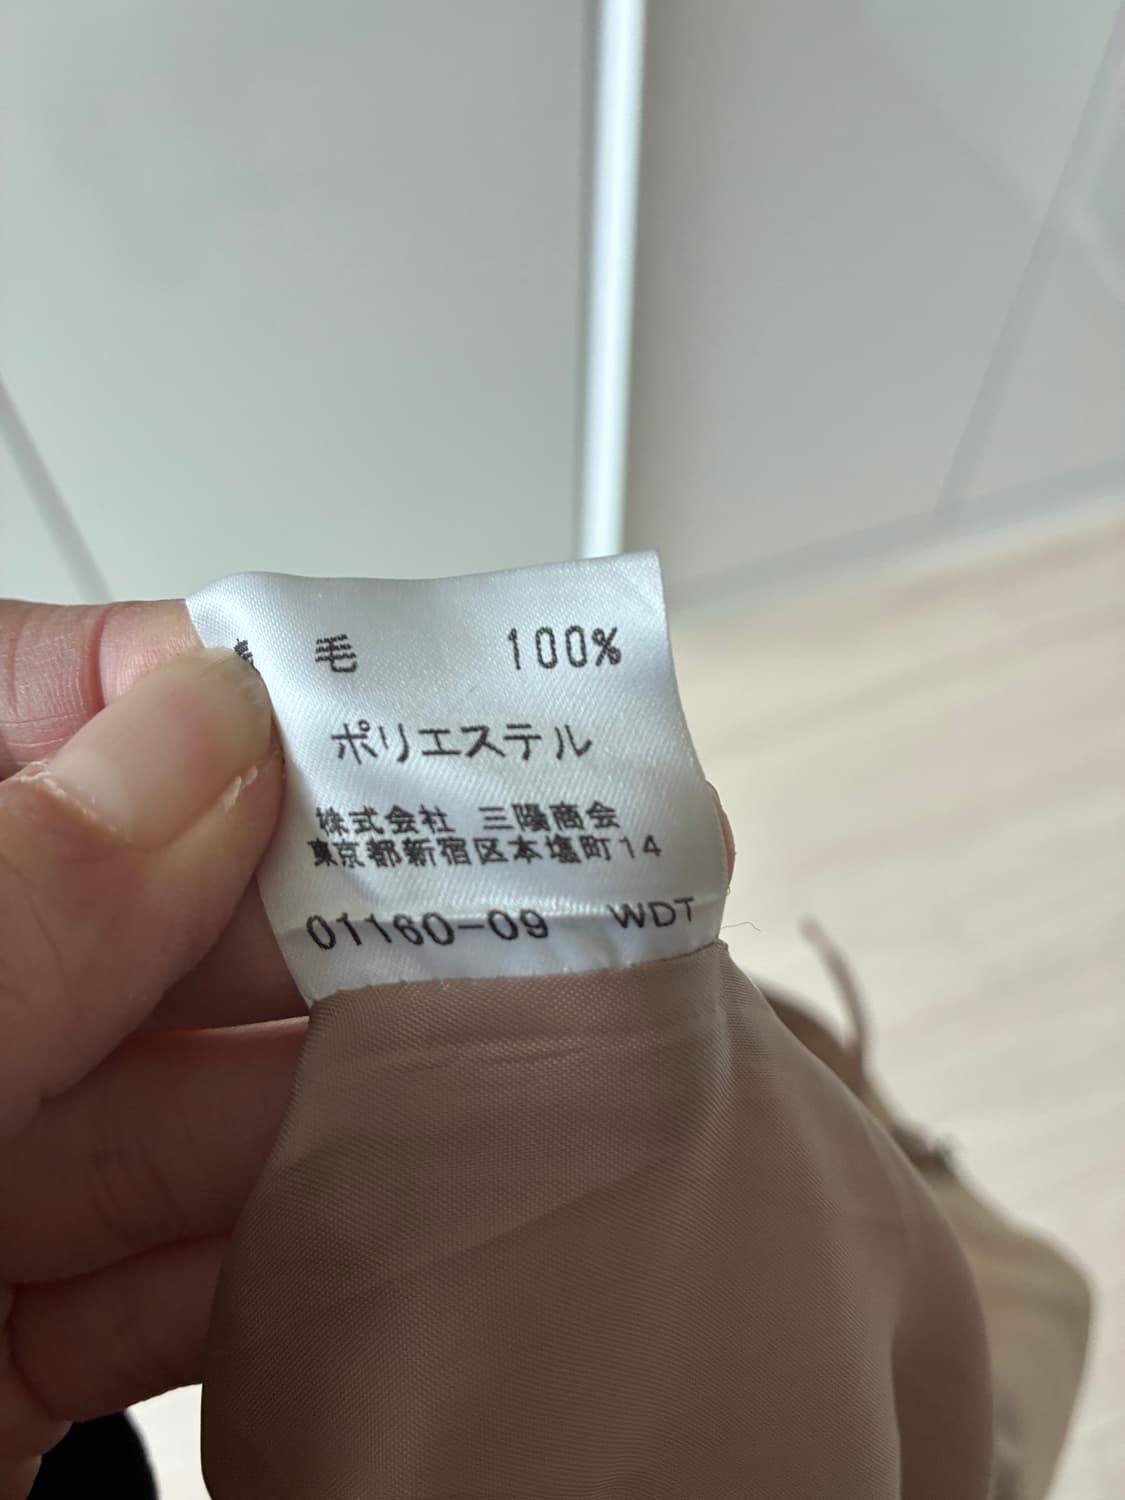 毛 100%
ポリエステル
株式会社 三陽商会
東京都新宿区本塩町14
01160-09 WDT